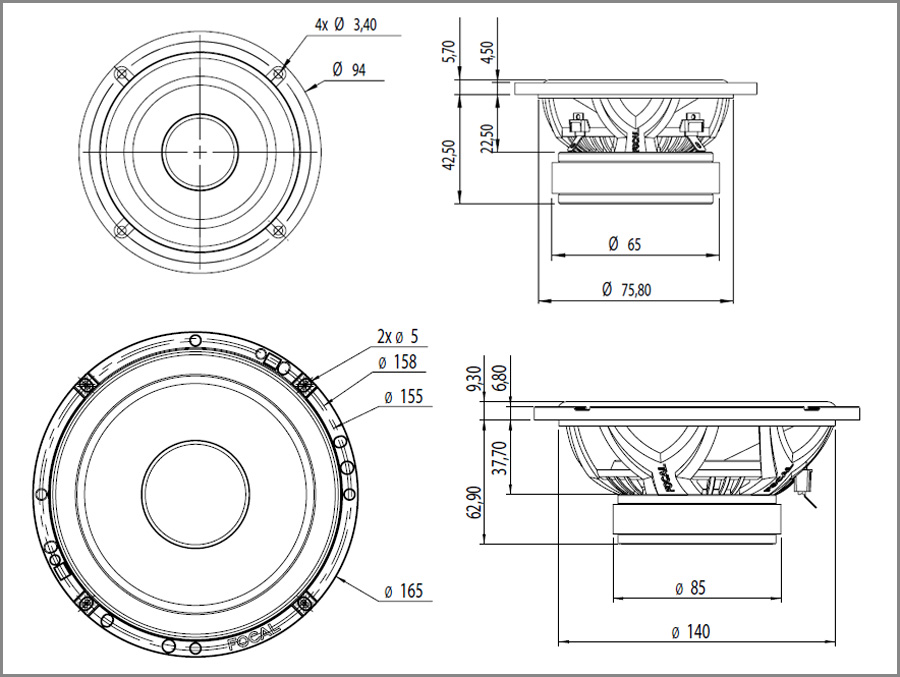 4x Ø 3,40
Ø 94
5,70
4,50
22,50
42,50
FOCAL
Ø 65
Ø 75,80
2x Ø 5
Ø 158
Ø 155
Ø 165
FOCAL
9,30
6,80
37,70
62,90
FOCAL
FOCAL
Ø 85
Ø 140